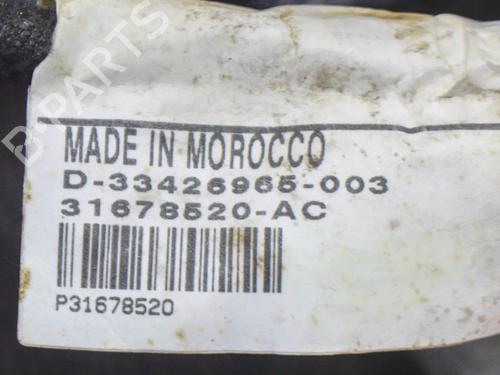 B-PARTS
MADE IN MOROCCO
D-33426965-003
31678520-AC
P31678520